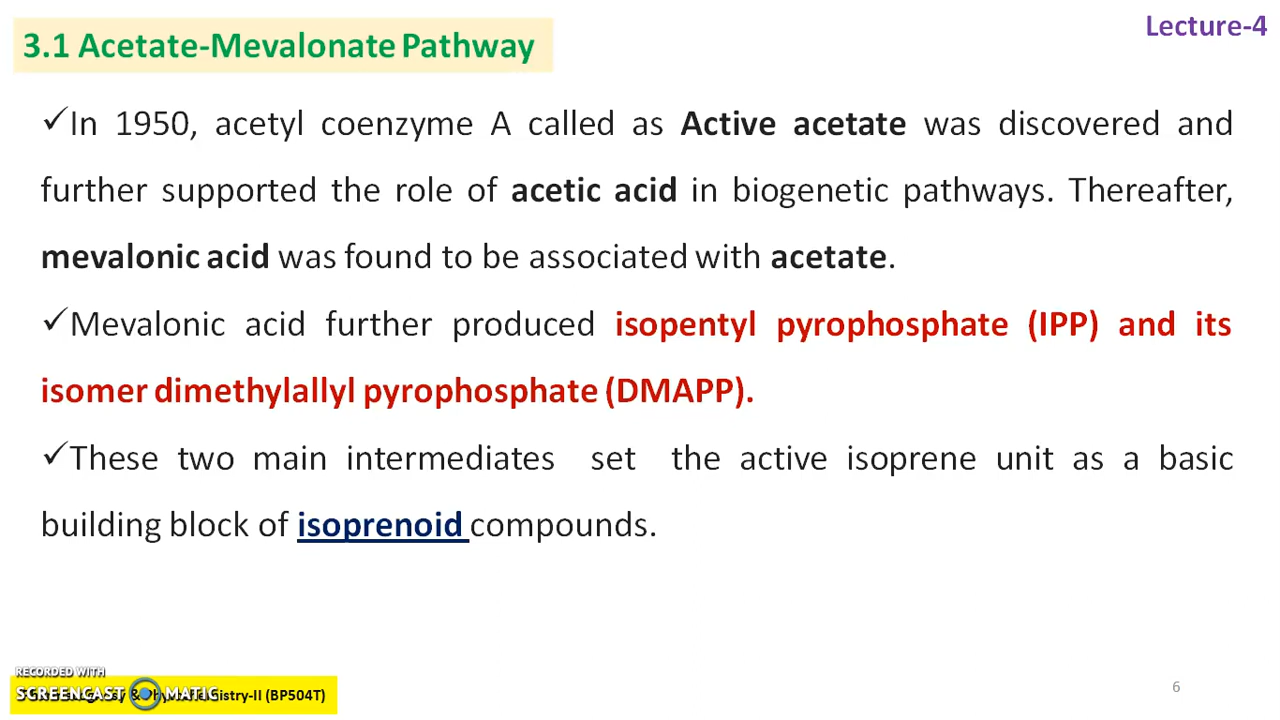 Lecture-4
3.1 Acetate-Mevalonate Pathway
✓In 1950, acetyl coenzyme A called as Active acetate was discovered and
further supported the role of acetic acid in biogenetic pathways. Thereafter,
mevalonic acid was found to be associated with acetate.
✓Mevalonic acid further produced isopentyl pyrophosphate (IPP) and its
isomer dimethylallyl pyrophosphate (DMAPP).
✓These two main intermediates set the active isoprene unit as a basic
building block of isoprenoid compounds.
RECORDED WITH
SCREENCAST MATIC
-II (BP504T)
6